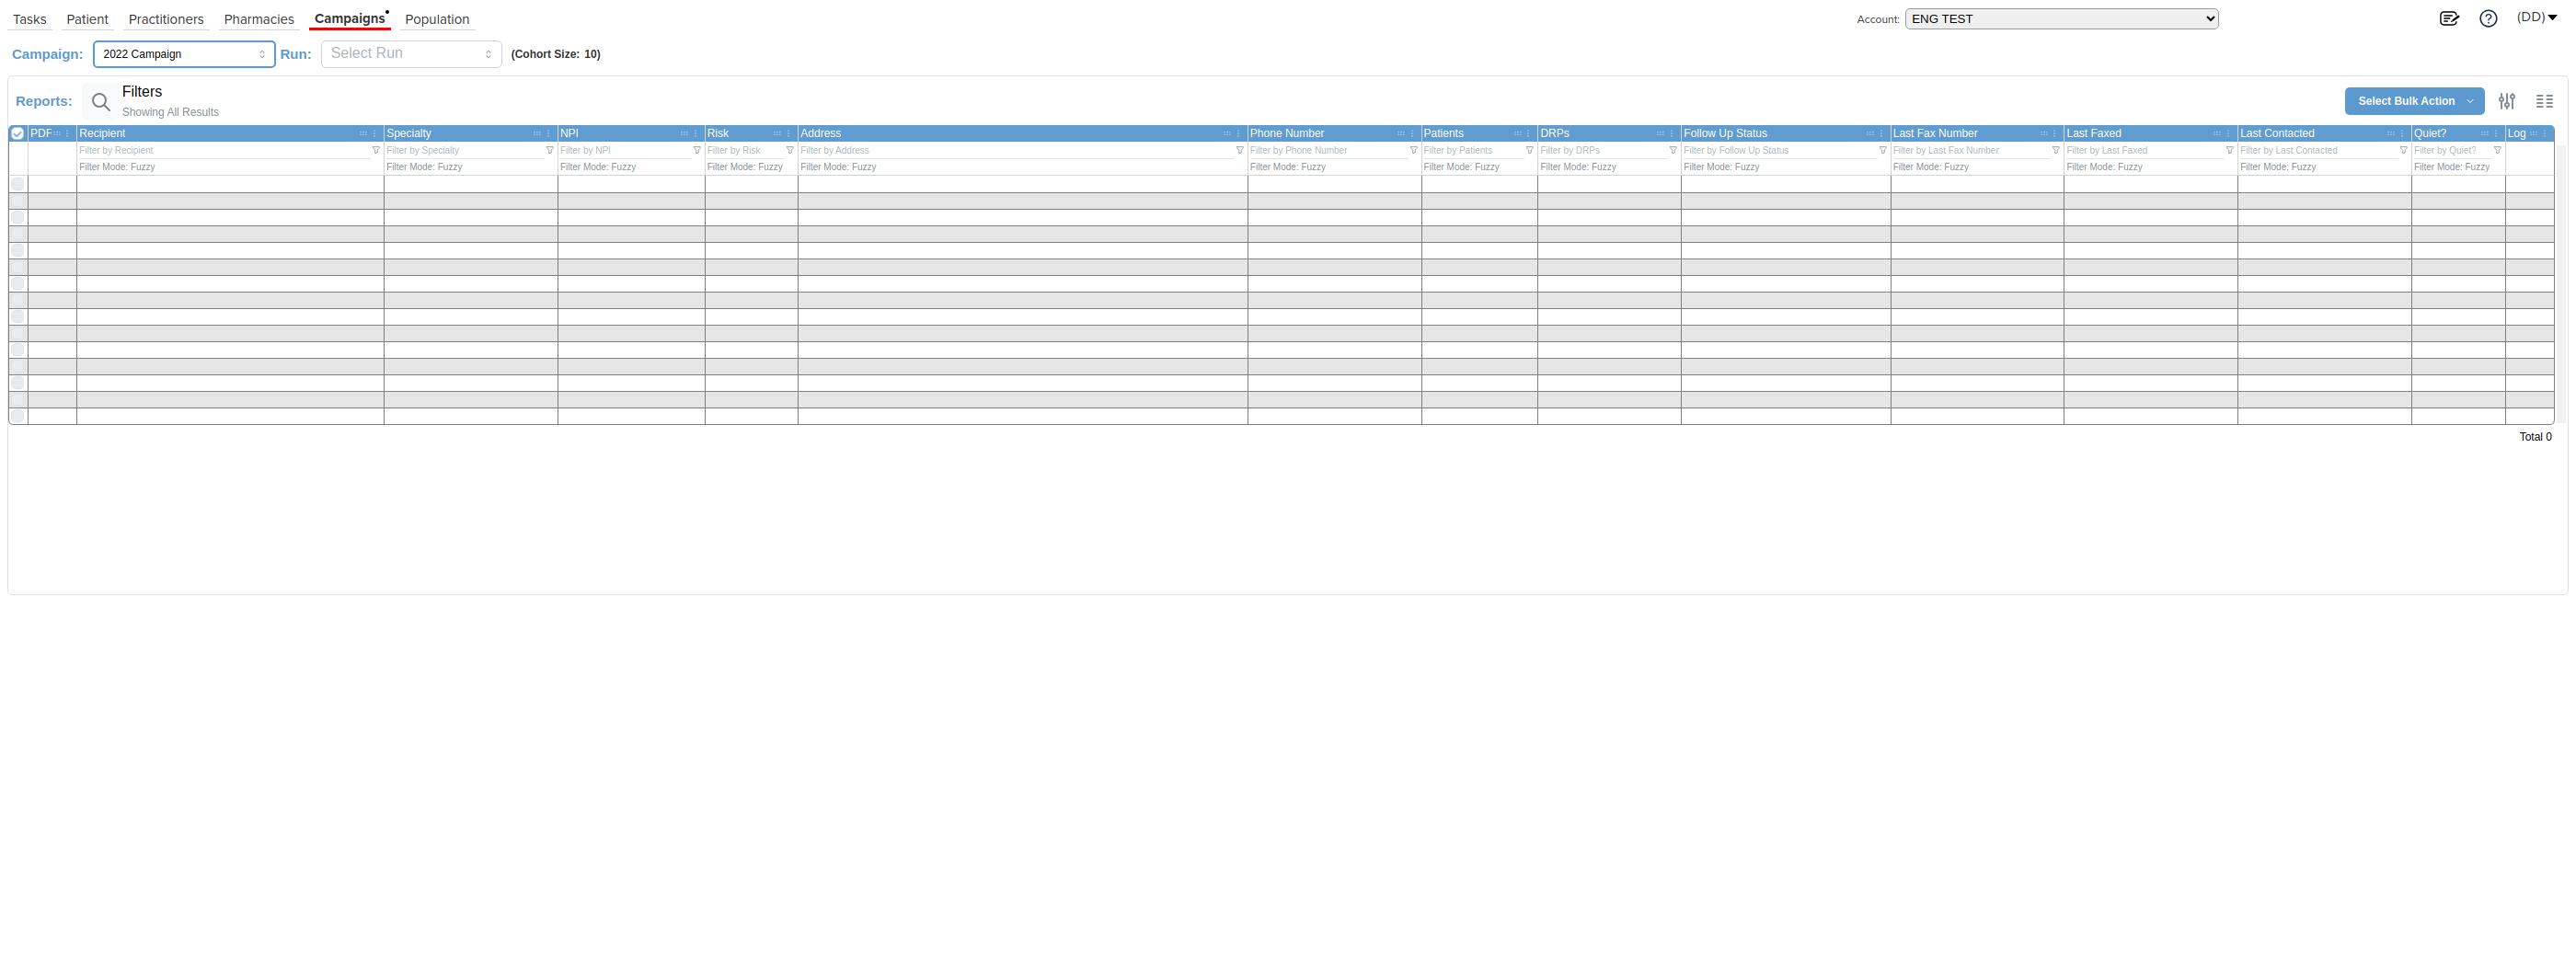 Tasks Patient Practitioners Pharmacies Campaigns Population Account: ENG TEST (DD)
Campaign: 2022 Campaign Run: Select Run (Cohort Size: 10)
Reports: Filters Select Bulk Action
Showing All Results
PDF Recipient Specialty NPI Risk Address Phone Number Patients DRPs Follow Up Status Last Fax Number Last Faxed Last Contacted Quiet? Log
Filter by Recipient Filter by Specialty Filter by NPI Filter by Risk Filter by Address Filter by Phone Number Filter by Patients Filter by DRPs Filter by Follow Up Status Filter by Last Fax Number Filter by Last Faxed Filter by Last Contacted Filter by Quiet?
Filter Mode: Fuzzy Filter Mode: Fuzzy Filter Mode: Fuzzy Filter Mode: Fuzzy Filter Mode: Fuzzy Filter Mode: Fuzzy Filter Mode: Fuzzy Filter Mode: Fuzzy Filter Mode: Fuzzy Filter Mode: Fuzzy Filter Mode: Fuzzy Filter Mode: Fuzzy Filter Mode: Fuzzy
Total 0